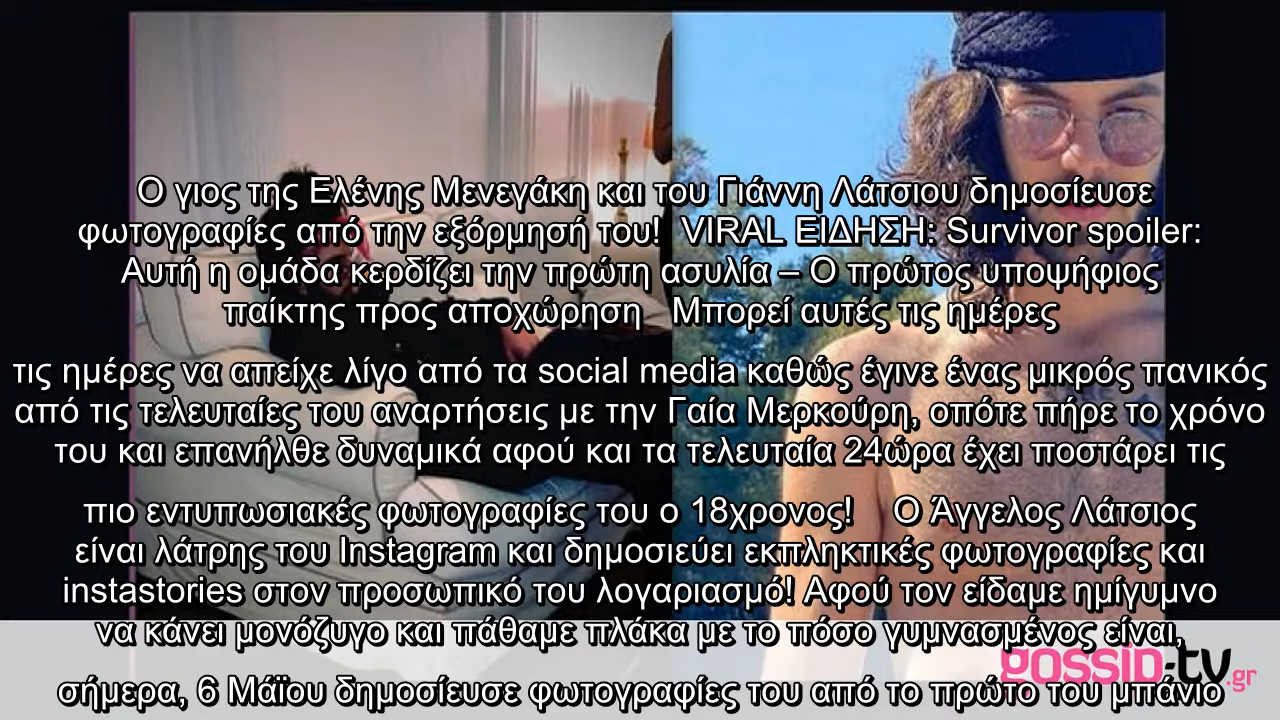 Ο γιος της Ελένης Μενεγάκη και του Γιάννη Λάτσιου δημοσίευσε
φωτογραφίες από την εξόρμησή του! VIRAL ΕΙΔΗΣΗ: Survivor spoiler:
Αυτή η ομάδα κερδίζει την πρώτη ασυλία – Ο πρώτος υποψήφιος
παίκτης προς αποχώρηση Μπορεί αυτές τις ημέρες
τις ημέρες να απείχε λίγο από τα social media καθώς έγινε ένας μικρός πανικός
από τις τελευταίες του αναρτήσεις με την Γαία Μερκούρη, οπότε πήρε το χρόνο
του και επανήλθε δυναμικά αφού και τα τελευταία 24ώρα έχει ποστάρει τις
πιο εντυπωσιακές φωτογραφίες του ο 18χρονος! Ο Άγγελος Λάτσιος
είναι λάτρης του Instagram και δημοσιεύει εκπληκτικές φωτογραφίες και
instastories στον προσωπικό του λογαριασμό! Αφού τον είδαμε ημίγυμνο
να κάνει μονόζυγο και πάθαμε πλάκα με το πόσο γυμνασμένος είναι,
gossip-tv.gr
σήμερα, 6 Μάϊου δημοσίευσε φωτογραφίες του από το πρώτο του μπάνιο